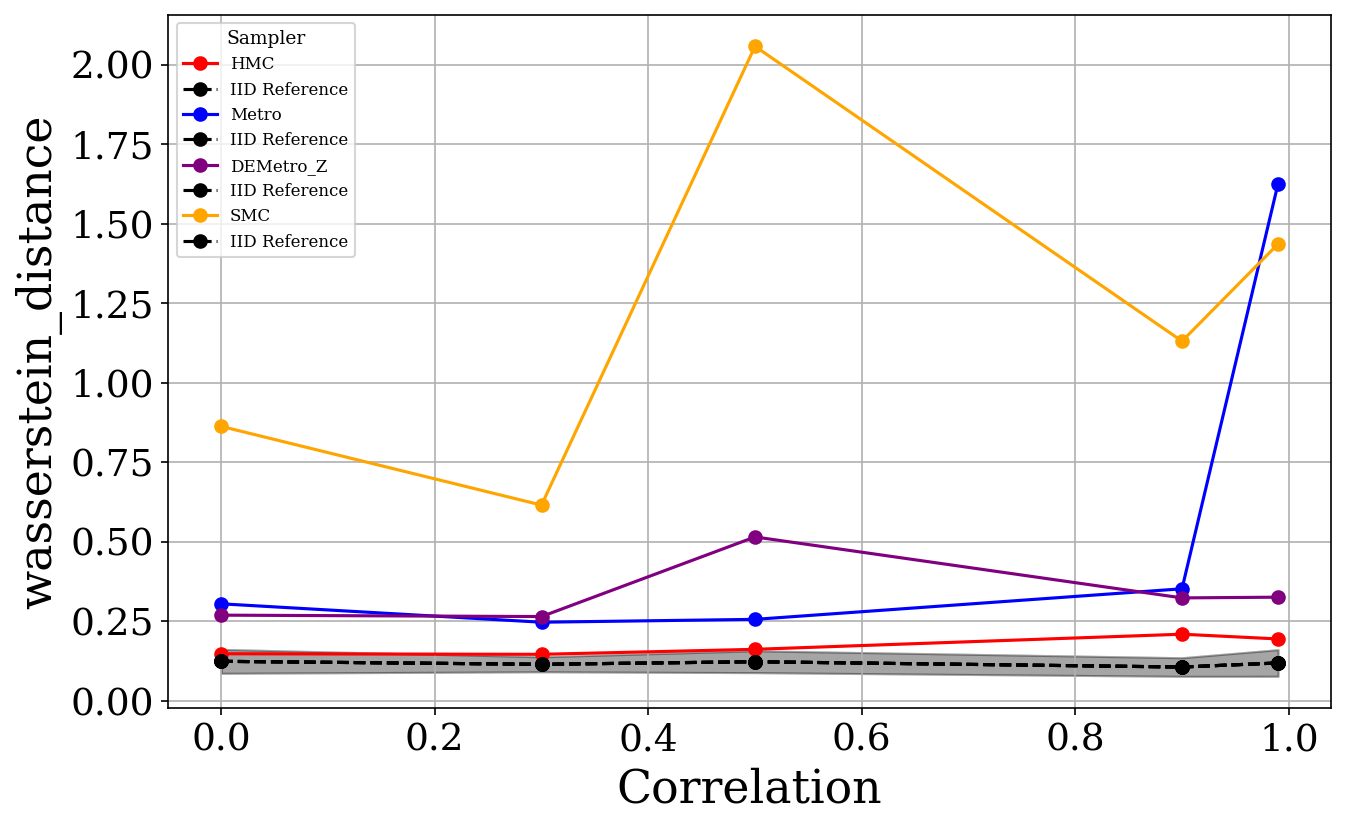 Sampler
HMC
IID Reference
Metro
IID Reference
DEMetro_Z
IID Reference
SMC
IID Reference
wasserstein_distance
2.00
1.75
1.50
1.25
1.00
0.75
0.50
0.25
0.00
0.0 0.2 0.4 0.6 0.8 1.0
Correlation